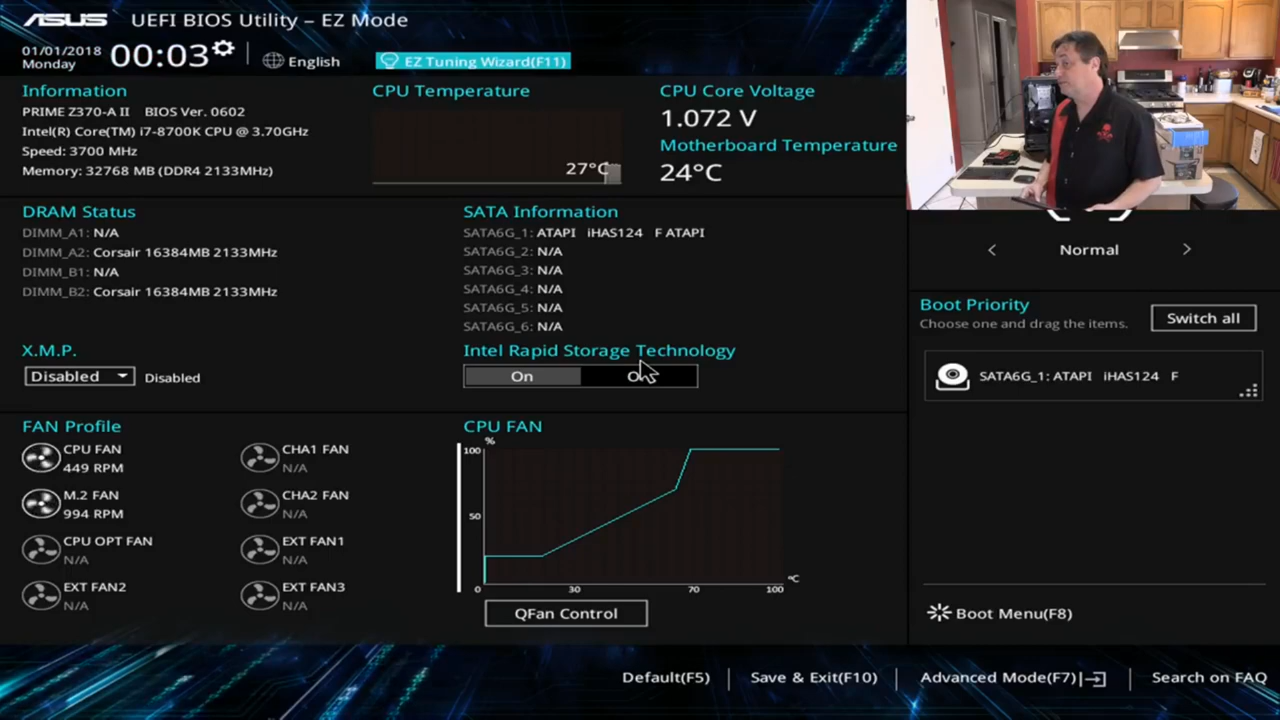 ASUS UEFI BIOS Utility – EZ Mode
01/01/2018
Monday
00:03
English
EZ Tuning Wizard(F11)
Information
PRIME Z370-A II BIOS Ver. 0602
Intel(R) Core(TM) i7-8700K CPU @ 3.70GHz
Speed: 3700 MHz
Memory: 32768 MB (DDR4 2133MHz)
CPU Temperature
27°C
CPU Core Voltage
1.072 V
Motherboard Temperature
24°C
DRAM Status
DIMM_A1: N/A
DIMM_A2: Corsair 16384MB 2133MHz
DIMM_B1: N/A
DIMM_B2: Corsair 16384MB 2133MHz
SATA Information
SATA6G_1: ATAPI iHAS124 F ATAPI
SATA6G_2: N/A
SATA6G_3: N/A
SATA6G_4: N/A
SATA6G_5: N/A
SATA6G_6: N/A
X.M.P.
Disabled Disabled
Intel Rapid Storage Technology
On
FAN Profile
CPU FAN
449 RPM
CHA1 FAN
N/A
M.2 FAN
994 RPM
CHA2 FAN
N/A
CPU OPT FAN
N/A
EXT FAN1
N/A
EXT FAN2
N/A
EXT FAN3
N/A
CPU FAN
%
100
50
0 30 70 100 °C
QFan Control
Normal
Boot Priority
Choose one and drag the items.
Switch all
SATA6G_1: ATAPI iHAS124 F
Boot Menu(F8)
Default(F5)
Save & Exit(F10)
Advanced Mode(F7)
Search on FAQ